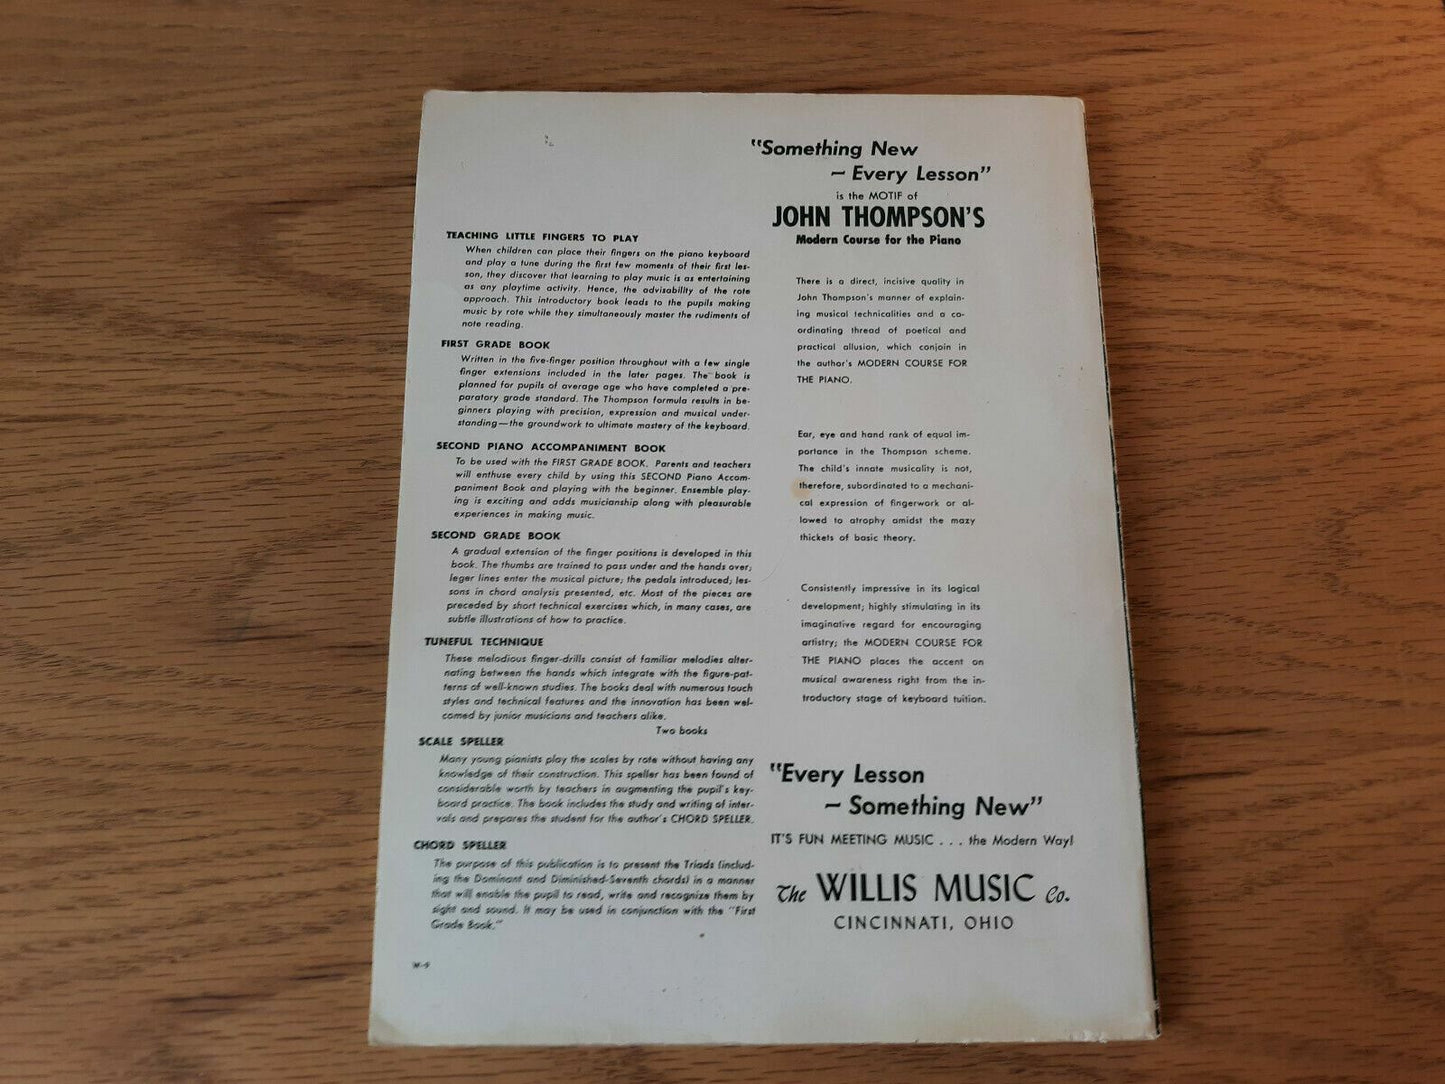 TEACHING LITTLE FINGERS TO PLAY
When children can place their fingers on the piano keyboard
and play a tune during the first few moments of their first les-
son, they discover that learning to play music is as entertaining
as any playtime activity. Hence, the advisability of the rote
approach. This introductory book leads to the pupils making
music by rote while they simultaneously master the rudiments of
note reading.
FIRST GRADE BOOK
Written in the five-finger position throughout with a few single
finger extensions included in the later pages. The book is
planned for pupils of average age who have completed a pre-
paratory grade standard. The Thompson formula results in be-
ginners playing with precision, expression and musical under-
standing—the groundwork to ultimate mastery of the keyboard.
SECOND PIANO ACCOMPANIMENT BOOK
To be used with the FIRST GRADE BOOK. Parents and teachers
will enthuse every child by using this SECOND Piano Accom-
paniment Book and playing with the beginner. Ensemble play-
ing is exciting and adds musicianship along with pleasurable
experiences in making music.
SECOND GRADE BOOK
A gradual extension of the finger positions is developed in this
book. The thumbs are trained to pass under and the hands over;
leger lines enter the musical picture; the pedals introduced; les-
sons in chord analysis presented, etc. Most of the pieces are
preceded by short technical exercises which, in many cases, are
subtle illustrations of how to practice.
TUNEFUL TECHNIQUE
These melodious finger-drills consist of familiar melodies alter-
nating between the hands which integrate with the figure-pat-
terns of well-known studies. The books deal with numerous touch
styles and technical features and the innovation has been wel-
comed by junior musicians and teachers alike.
Two books
SCALE SPELLER
Many young pianists play the scales by rote without having any
knowledge of their construction. This speller has been found of
considerable worth by teachers in augmenting the pupil's key-
board practice. The book includes the study and writing of inter-
vals and prepares the student for the author's CHORD SPELLER.
CHORD SPELLER
The purpose of this publication is to present the Triads (includ-
ing the Dominant and Diminished-Seventh chords) in a manner
that will enable the pupil to read, write and recognize them by
sight and sound. It may be used in conjunction with the "First
Grade Book."
W-9
"Something New
~ Every Lesson"
is the MOTIF of
JOHN THOMPSON'S
Modern Course for the Piano
There is a direct, incisive quality in
John Thompson's manner of explain-
ing musical technicalities and a co-
ordinating thread of poetical and
practical allusion, which conjoin in
the author's MODERN COURSE FOR
THE PIANO.
Ear, eye and hand rank of equal im-
portance in the Thompson scheme.
The child's innate musicality is not,
therefore, subordinated to a mechani-
cal expression of fingerwork or al-
lowed to atrophy amidst the mazy
thickets of basic theory.
Consistently impressive in its logical
development; highly stimulating in its
imaginative regard for encouraging
artistry; the MODERN COURSE FOR
THE PIANO places the accent on
musical awareness right from the in-
troductory stage of keyboard tuition.
"Every Lesson
~ Something New"
IT'S FUN MEETING MUSIC . . . the Modern Way!
The WILLIS MUSIC Co.
CINCINNATI, OHIO